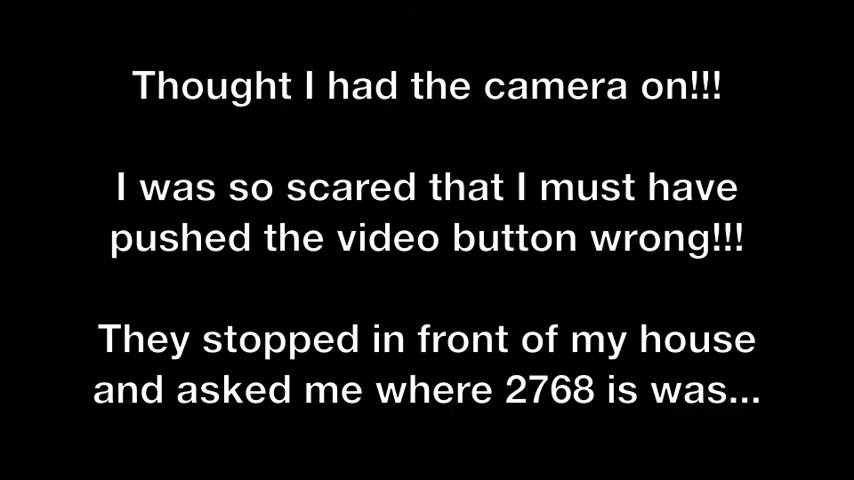 Thought I had the camera on!!!
I was so scared that I must have
pushed the video button wrong!!!
They stopped in front of my house
and asked me where 2768 is was...